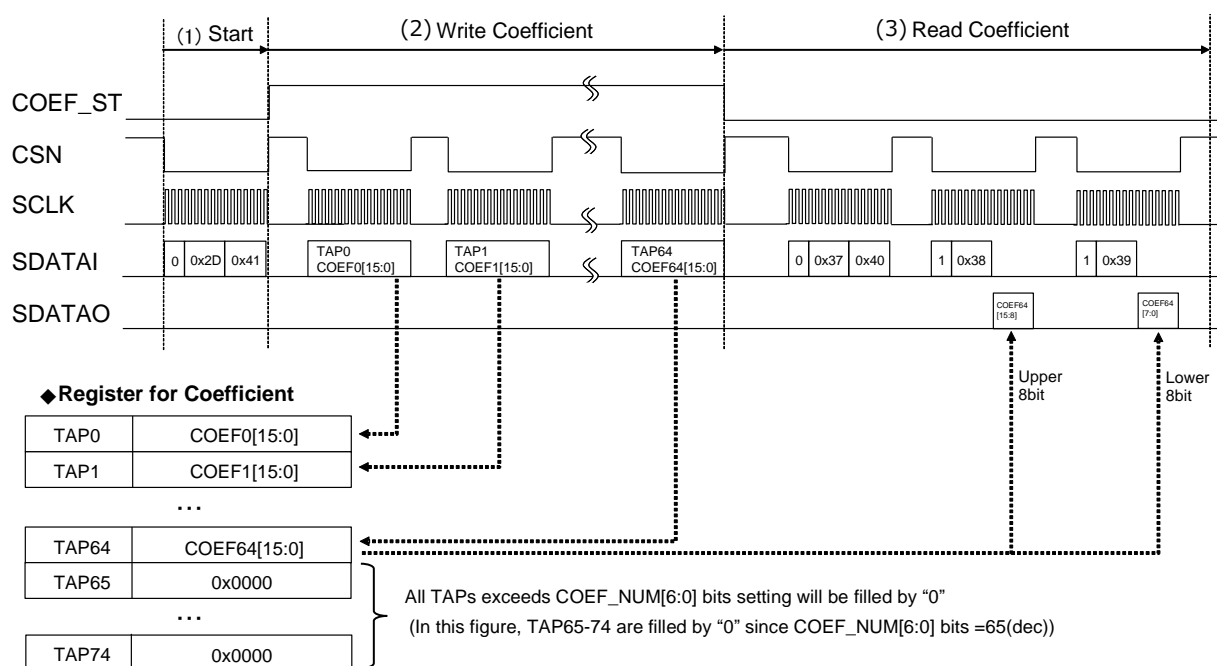 (1) Start
(2) Write Coefficient
(3) Read Coefficient
COEF_ST
CSN
SCLK
SDATAI
0 0x2D 0x41
TAP0
COEF0[15:0]
TAP1
COEF1[15:0]
TAP64
COEF64[15:0]
0 0x37 0x40
1 0x38
1 0x39
SDATAO
COEF64
[15:8]
COEF64
[7:0]
Upper
8bit
Lower
8bit
◆Register for Coefficient
TAP0 COEF0[15:0]
TAP1 COEF1[15:0]
...
TAP64 COEF64[15:0]
TAP65 0x0000
...
TAP74 0x0000
All TAPs exceeds COEF_NUM[6:0] bits setting will be filled by “0”
(In this figure, TAP65-74 are filled by “0” since COEF_NUM[6:0] bits =65(dec))